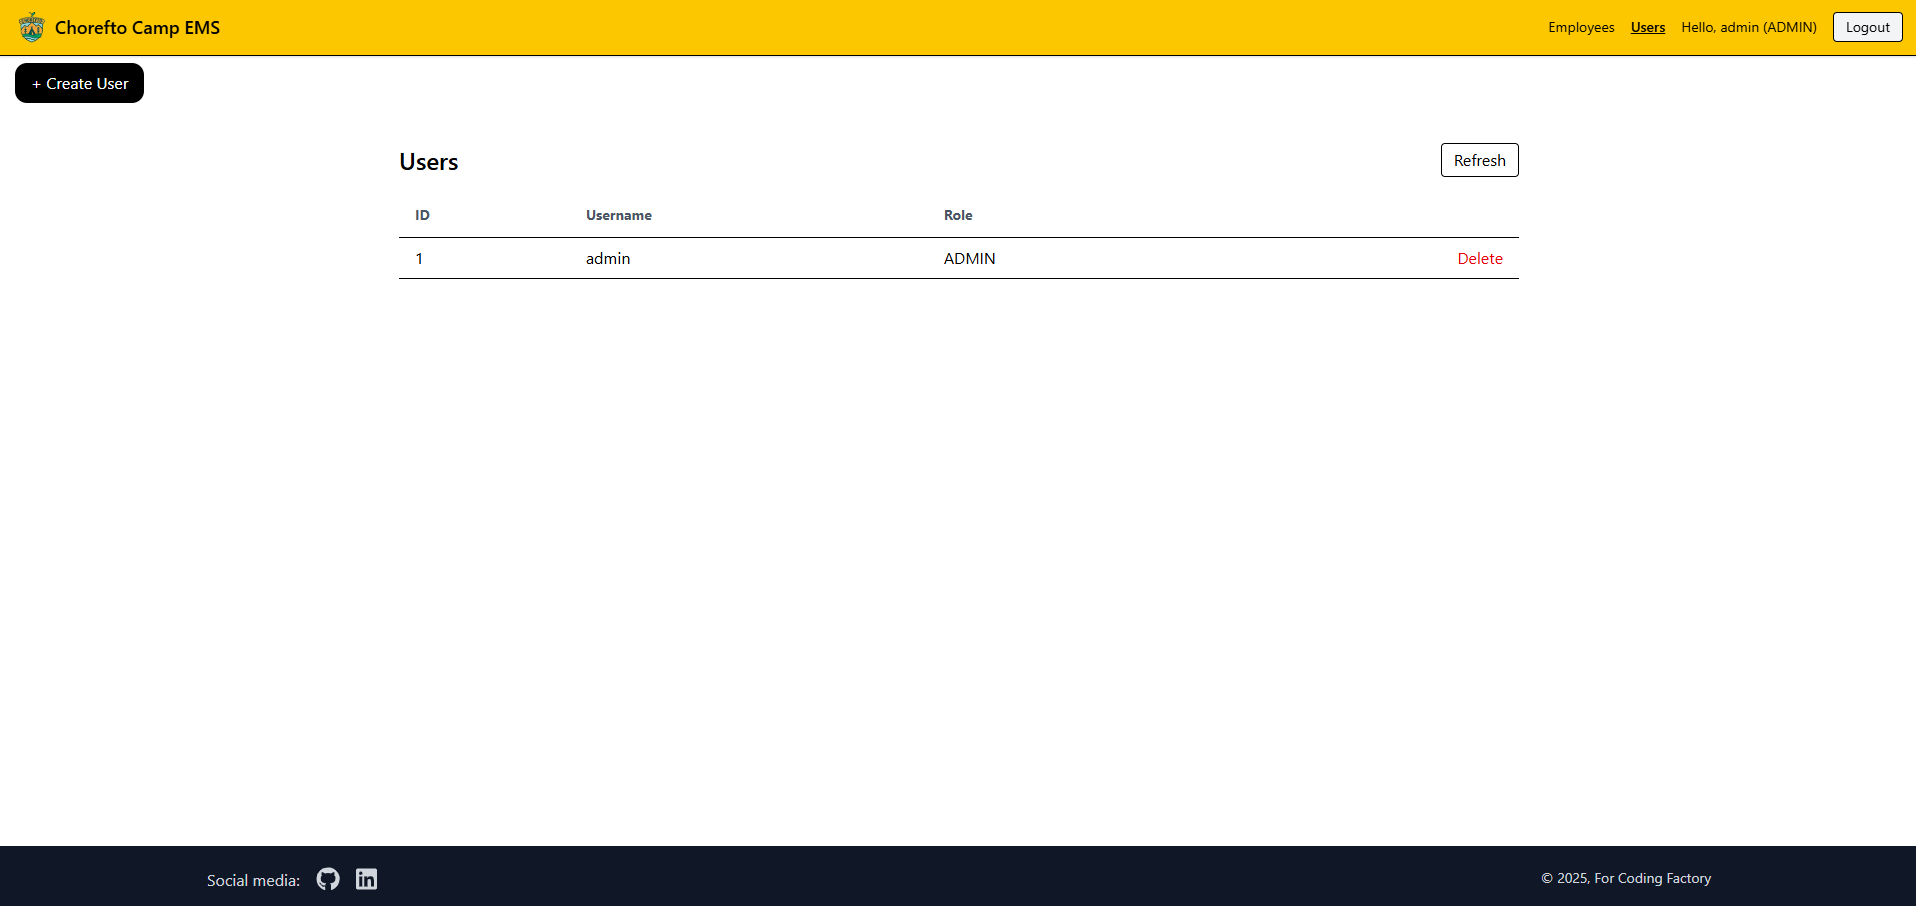 Chorefto Camp EMS
Employees Users Hello, admin (ADMIN) Logout
+ Create User
Users Refresh
ID Username Role
1 admin ADMIN Delete
Social media: © 2025, For Coding Factory